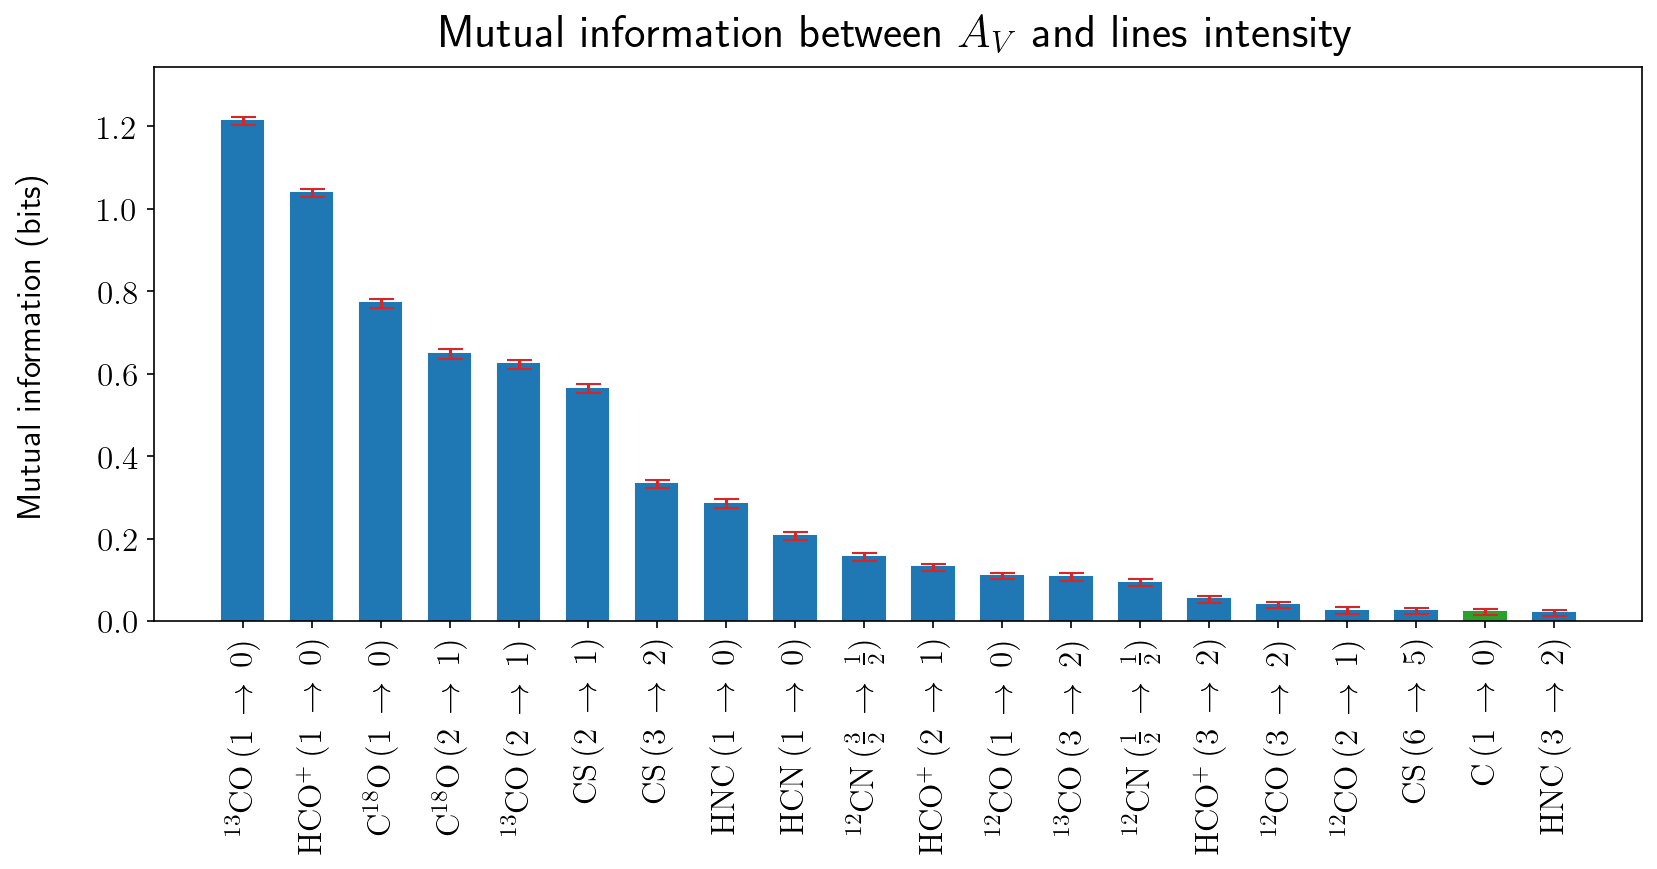 Mutual information between A_V and lines intensity
Mutual information (bits)
1.2
1.0
0.8
0.6
0.4
0.2
0.0
¹³CO (1 → 0)
HCO⁺ (1 → 0)
C¹⁸O (1 → 0)
C¹⁸O (2 → 1)
¹³CO (2 → 1)
CS (2 → 1)
CS (3 → 2)
HNC (1 → 0)
HCN (1 → 0)
¹²CN (3/2 → 1/2)
HCO⁺ (2 → 1)
¹²CO (1 → 0)
¹³CO (3 → 2)
¹²CN (1/2 → 1/2)
HCO⁺ (3 → 2)
¹²CO (3 → 2)
¹²CO (2 → 1)
CS (6 → 5)
C (1 → 0)
HNC (3 → 2)